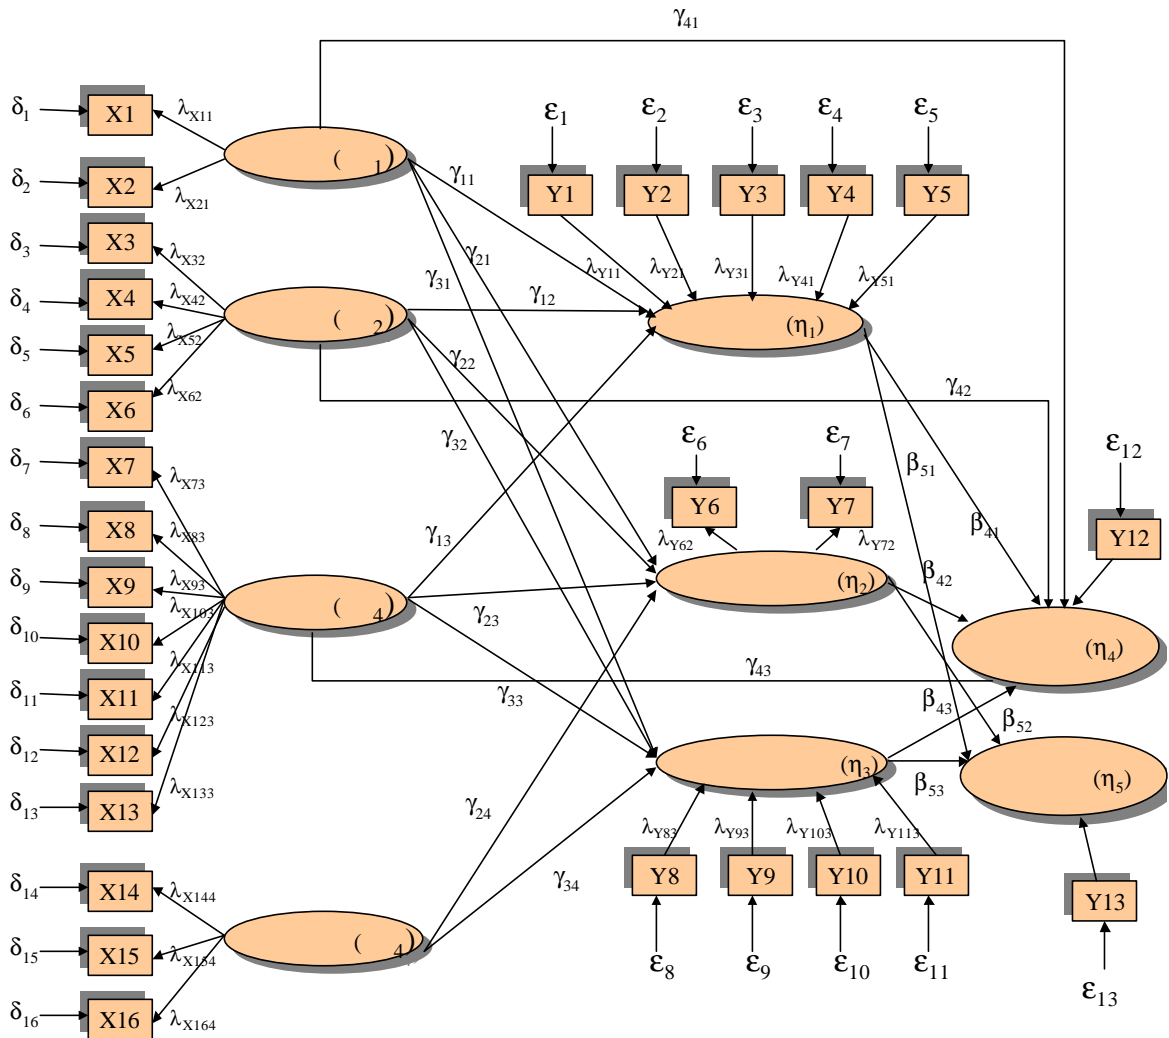 γ41
δ1
X1
λX11
δ2
X2
λX21
( 1)
γ11
ε1
ε2
ε3
ε4
ε5
Y1
Y2
Y3
Y4
Y5
δ3
X3
λX32
γ21
γ31
λY11
λY21
λY31
λY41
λY51
δ4
X4
λX42
( 2)
γ12
(η1)
δ5
X5
λX52
γ22
δ6
X6
λX62
γ42
γ32
δ7
X7
λX73
ε6
ε7
β51
ε12
δ8
X8
λX83
Y6
Y7
γ13
λY62
λY72
β41
Y12
δ9
X9
λX93
(η2)
β42
λX103
( 4)
γ23
δ10
X10
(η4)
λX113
γ43
δ11
X11
γ33
β43
λX123
β52
δ12
X12
(η3)
(η5)
λX133
β53
δ13
X13
γ24
λY83
λY93
λY103
λY113
δ14
X14
λX144
γ34
Y8
Y9
Y10
Y11
Y13
δ15
X15
λX154
( 4)
ε8
ε9
ε10
ε11
ε13
δ16
X16
λX164